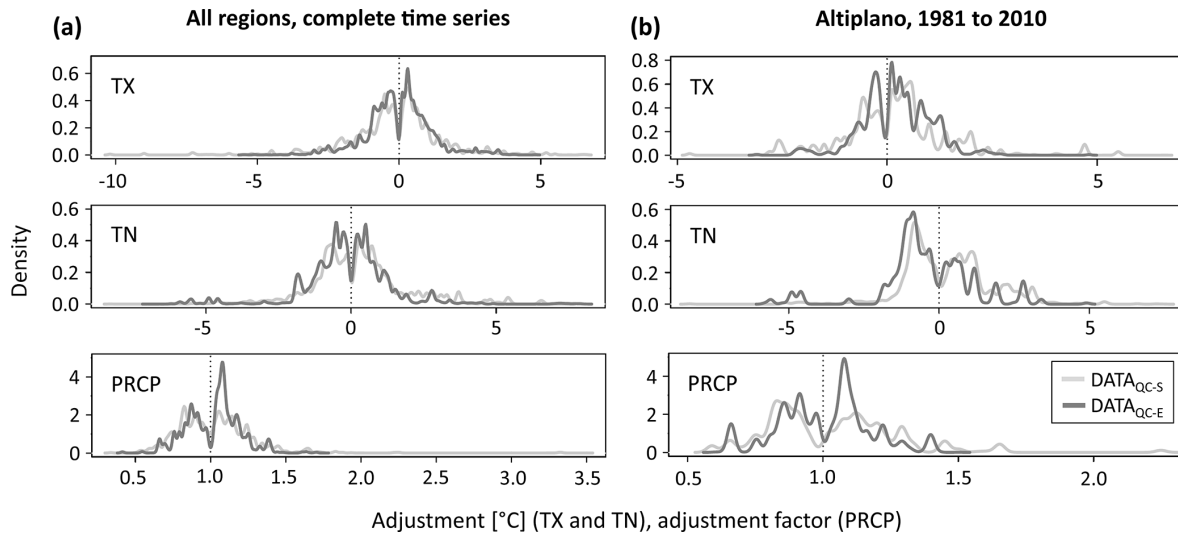 (a) All regions, complete time series
(b) Altiplano, 1981 to 2010
Density
TX
0.6
0.4
0.2
0.0
-10 -5 0 5
TX
0.8
0.6
0.4
0.2
0.0
-5 0 5
TN
0.6
0.4
0.2
0.0
-5 0 5
TN
0.6
0.4
0.2
0.0
-5 0 5
PRCP
4
2
0
0.5 1.0 1.5 2.0 2.5 3.0 3.5
PRCP
4
2
0
0.5 1.0 1.5 2.0
DATAQC-S
DATAQC-E
Adjustment [°C] (TX and TN), adjustment factor (PRCP)